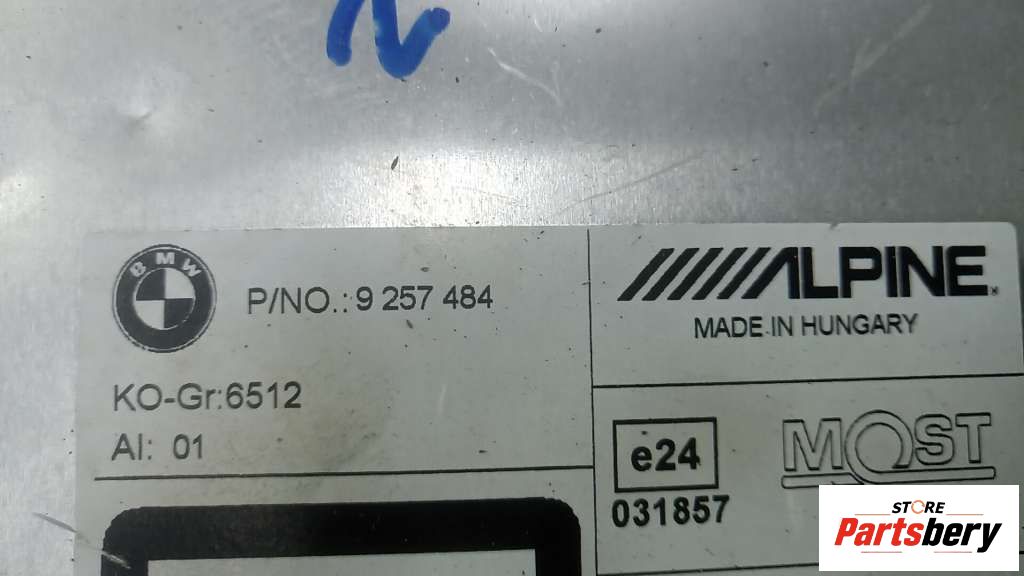 BMW
P/NO.: 9 257 484
KO-Gr:6512
AI: 01
ALPINE
MADE IN HUNGARY
e24
031857
MOST
STORE
Partsbery